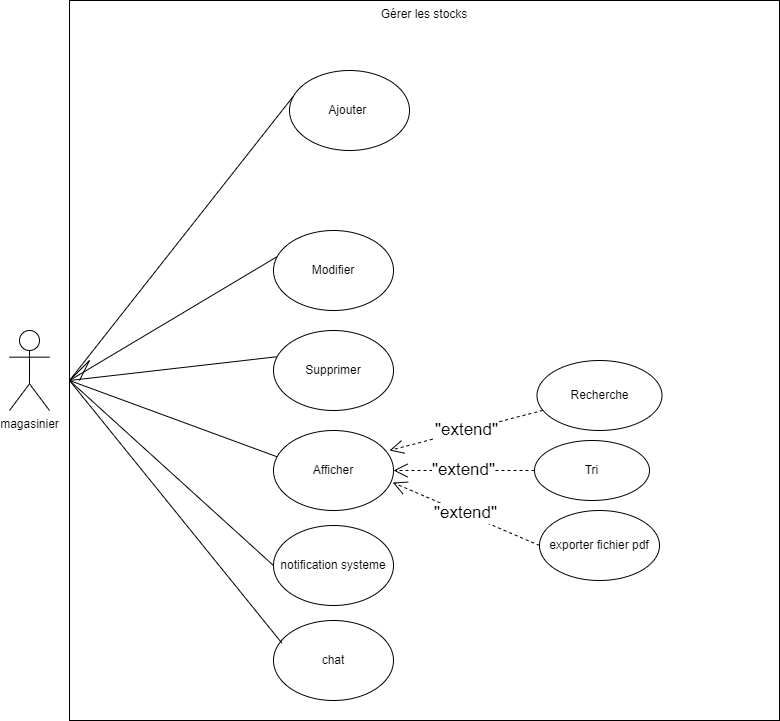 Gérer les stocks
Ajouter
Modifier
Supprimer
Recherche
"extend"
magasinier
Afficher
"extend"
Tri
"extend"
exporter fichier pdf
notification systeme
chat